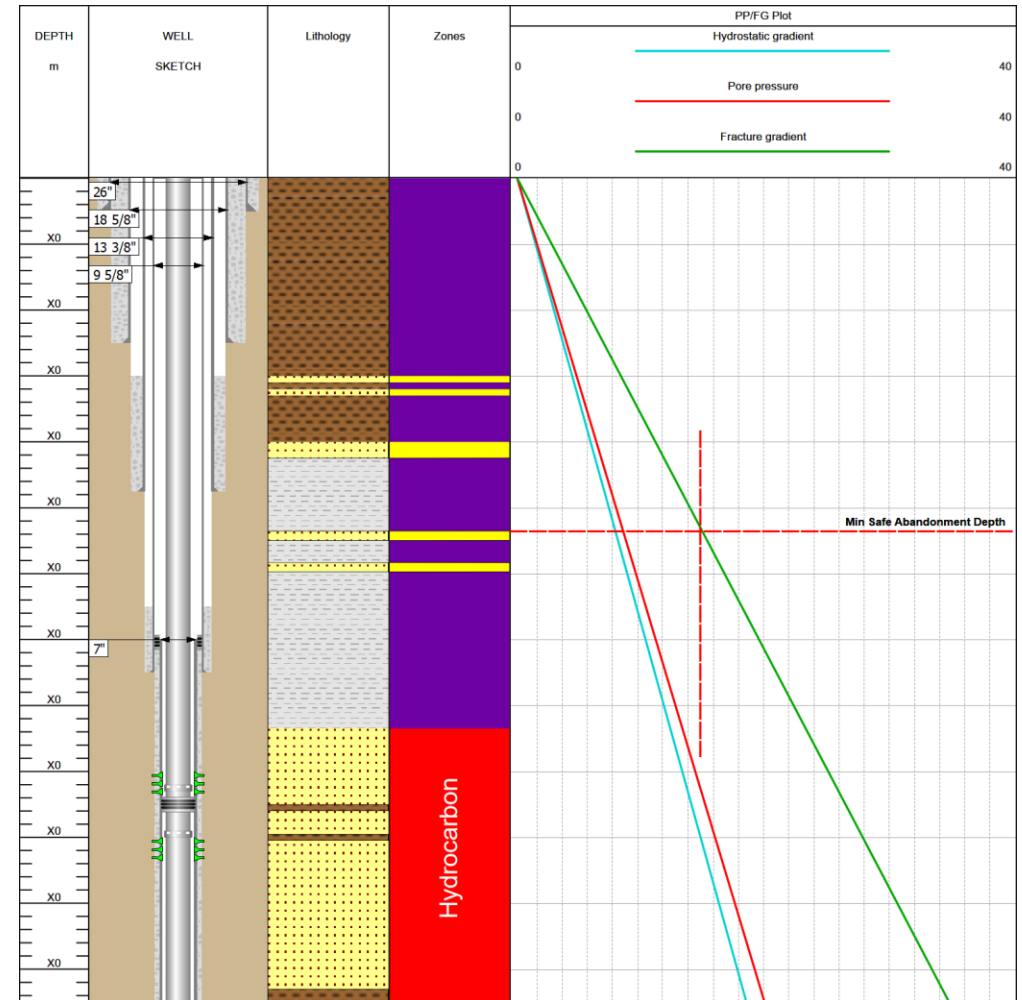 DEPTH
m
WELL
SKETCH
Lithology
Zones
PP/FG Plot
Hydrostatic gradient
0 40
Pore pressure
0 40
Fracture gradient
0 40
26"
18 5/8"
X0
13 3/8"
9 5/8"
X0
X0
X0
X0
Min Safe Abandonment Depth
X0
X0
7"
X0
X0
X0
Hydrocarbon
X0
X0